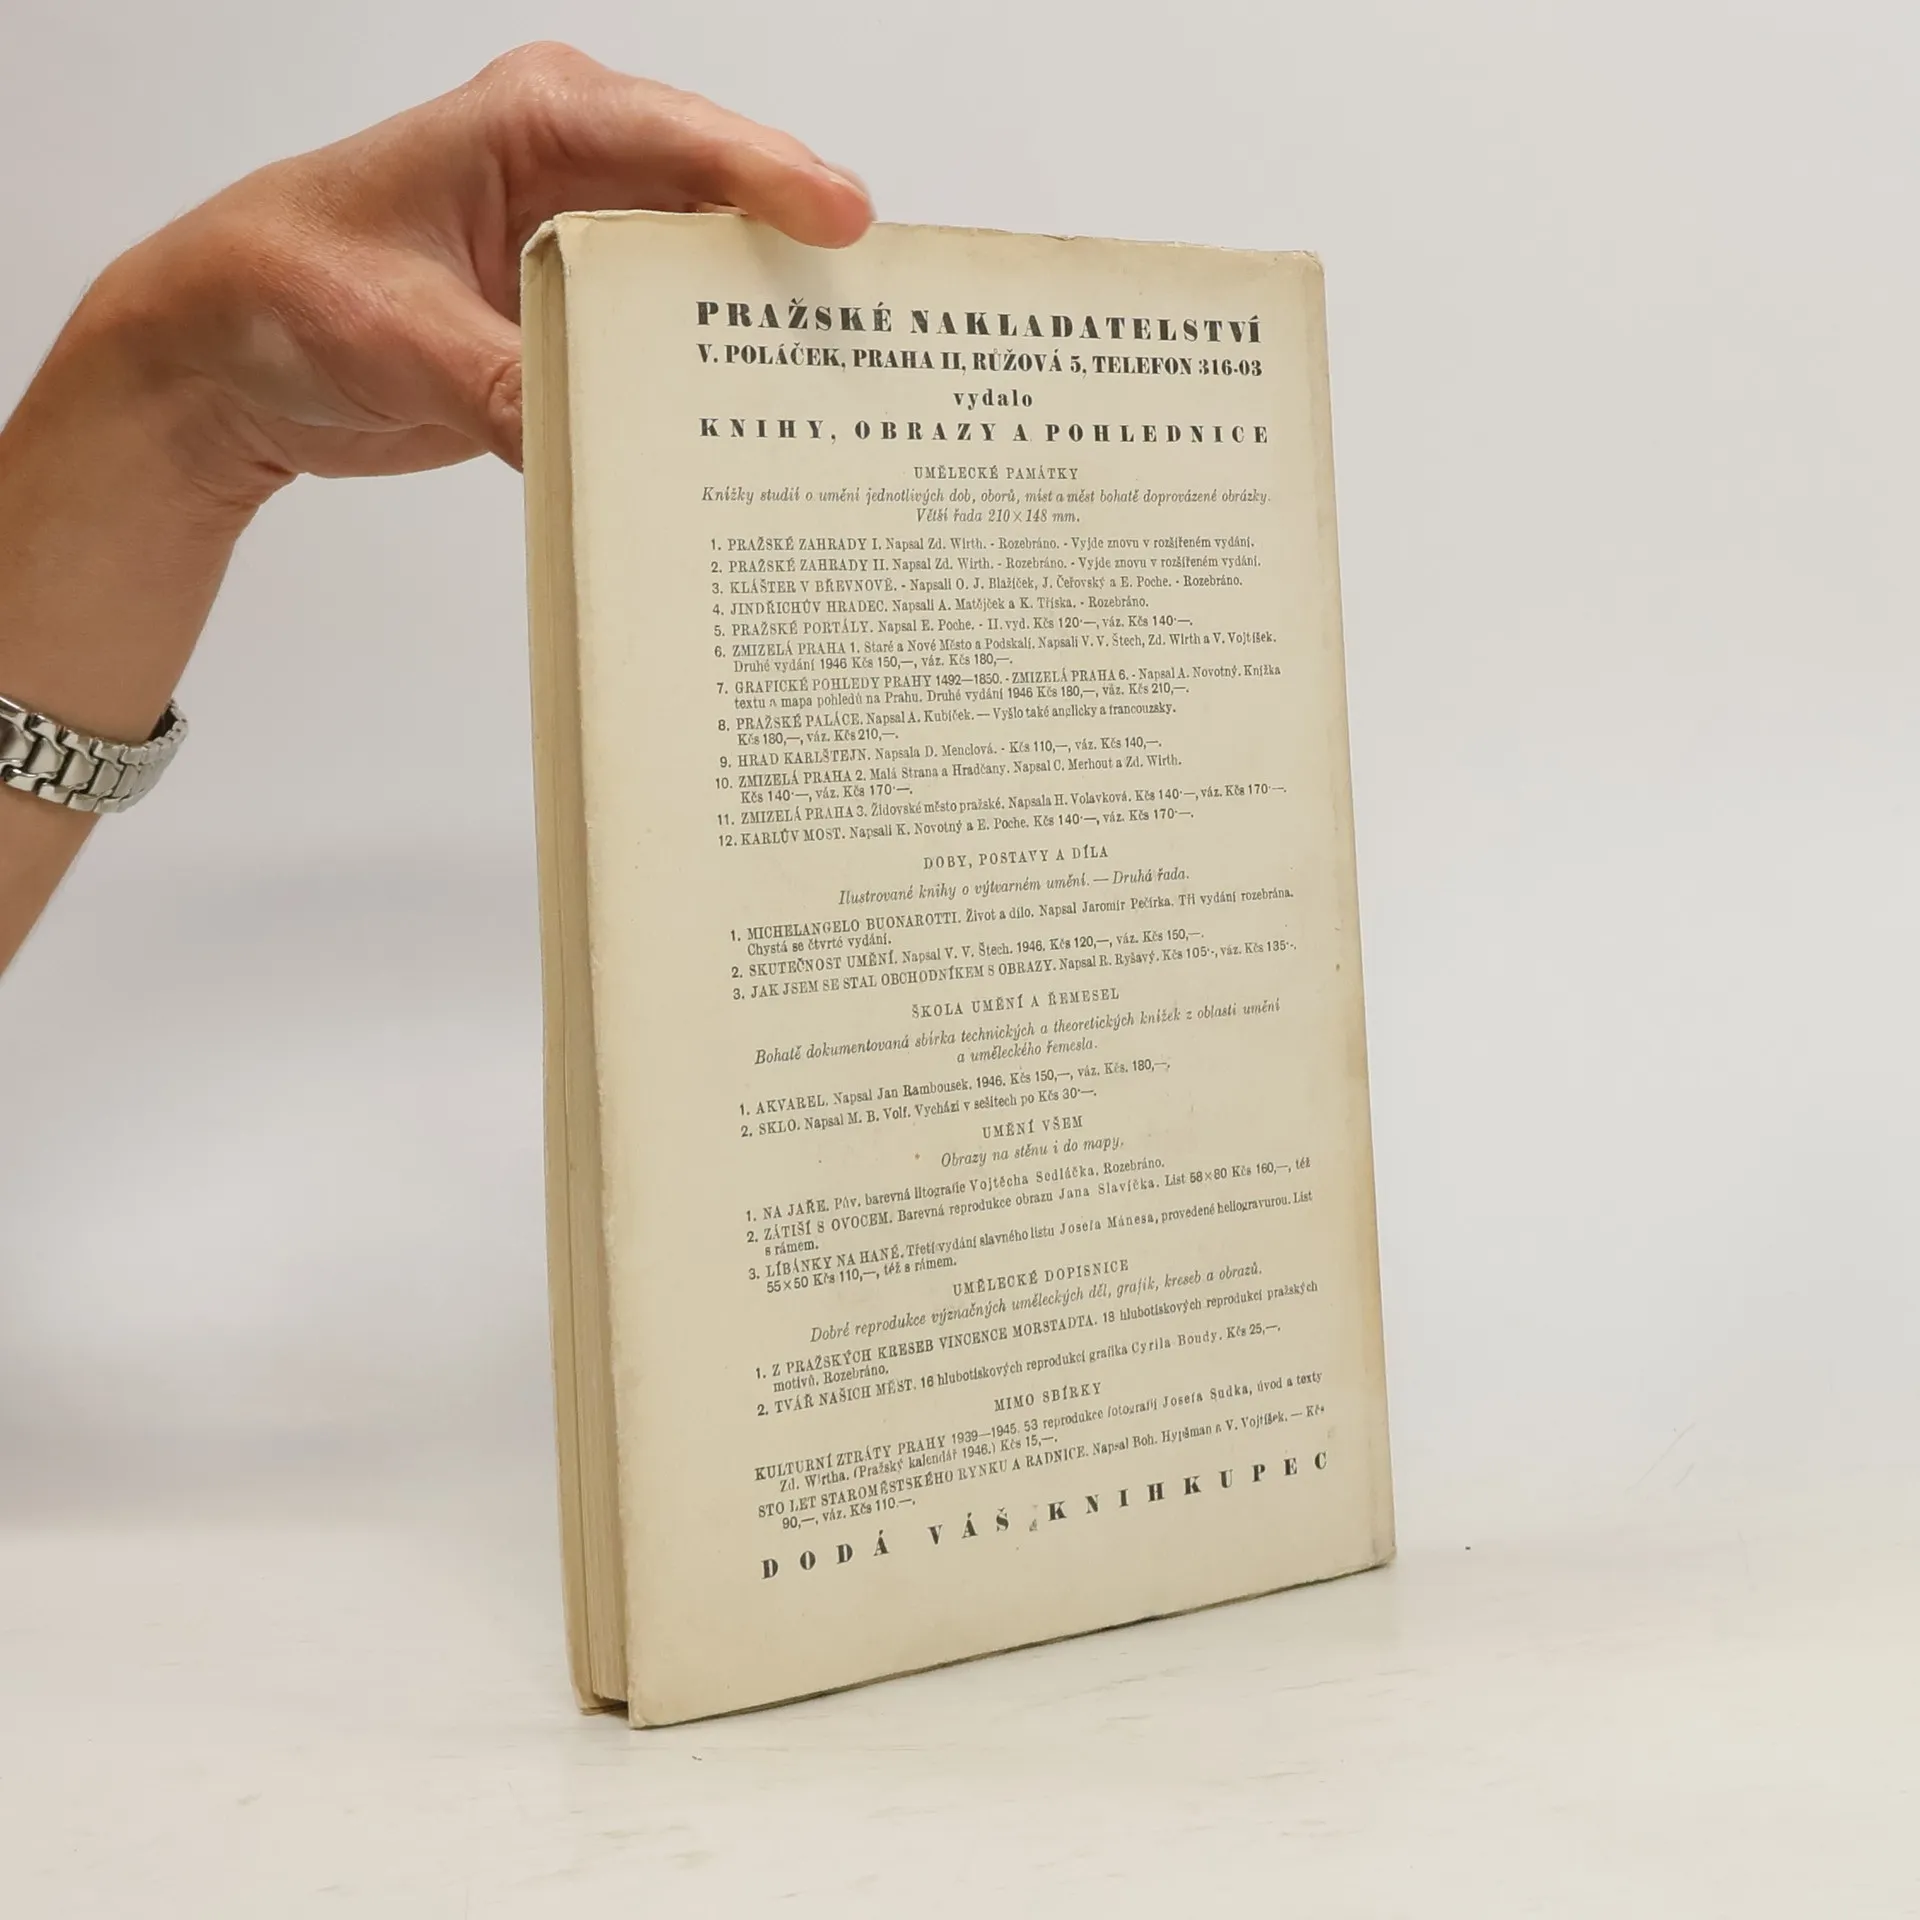 PRAŽSKÉ NAKLADATELSTVÍ
V. POLÁČEK, PRAHA II, RŮŽOVÁ 5, TELEFON 316-03
vydalo
KNIHY, OBRAZY A POHLEDNICE
UMĚLECKÉ PAMÁTKY
Knížky studií o umění jednotlivých dob, oborů, míst a měst bohatě doprovázené obrázky.
Větší řada 210×148 mm.
1. PRAŽSKÉ ZAHRADY I. Napsal Zd. Wirth. - Rozebráno. - Vyjde znovu v rozšířeném vydání.
2. PRAŽSKÉ ZAHRADY II. Napsal Zd. Wirth. - Rozebráno. - Vyjde znovu v rozšířeném vydání.
3. KLÁŠTER V BŘEVNOVĚ. - Napsali O. J. Blažíček, J. Čeřovský a E. Poche. - Rozebráno.
4. JINDŘICHŮV HRADEC. Napsali A. Matějček a K. Tříska. - Rozebráno.
5. PRAŽSKÉ PORTÁLY. Napsal E. Poche. - II. vyd. Kčs 120·—, váz. Kčs 140·—.
6. ZMIZELÁ PRAHA 1. Staré a Nové Město a Podskalí. Napsali V. V. Štech, Zd. Wirth a V. Vojtíšek.
Druhé vydání 1946 Kčs 150,—, váz. Kčs 180,—.
7. GRAFICKÉ POHLEDY PRAHY 1492—1850. - ZMIZELÁ PRAHA 6. - Napsal A. Novotný. Knížka
textu a mapa pohledů na Prahu. Druhé vydání 1946 Kčs 180,—, váz. Kčs 210,—.
8. PRAŽSKÉ PALÁCE. Napsal A. Kubíček. — Vyšlo také anglicky a francouzsky.
Kčs 180,—, váz. Kčs 210,—.
9. HRAD KARLŠTEJN. Napsala D. Menclová. - Kčs 110,—, váz. Kčs 140,—.
10. ZMIZELÁ PRAHA 2. Malá Strana a Hradčany. Napsal C. Merhout a Zd. Wirth.
Kčs 140·—, váz. Kčs 170·—.
11. ZMIZELÁ PRAHA 3. Židovské město pražské. Napsala H. Volavková. Kčs 140·—, váz. Kčs 170·—.
12. KARLŮV MOST. Napsali K. Novotný a E. Poche. Kčs 140·—, váz. Kčs 170·—.
DOBY, POSTAVY A DÍLA
Ilustrované knihy o výtvarném umění. — Druhá řada.
1. MICHELANGELO BUONAROTTI. Život a dílo. Napsal Jaromír Pečírka. Tři vydání rozebrána.
Chystá se čtvrté vydání.
2. SKUTEČNOST UMĚNÍ. Napsal V. V. Štech. 1946. Kčs 120,—, váz. Kčs 150,—.
3. JAK JSEM SE STAL OBCHODNÍKEM S OBRAZY. Napsal R. Ryšavý. Kčs 105·-, váz. Kčs 135·-.
ŠKOLA UMĚNÍ A ŘEMESEL
Bohatě dokumentovaná sbírka technických a theoretických knížek z oblasti umění
a uměleckého řemesla.
1. AKVAREL. Napsal Jan Rambousek. 1946. Kčs 150,—, váz. Kčs. 180,—.
2. SKLO. Napsal M. B. Volf. Vychází v sešitech po Kčs 30·—.
UMĚNÍ VŠEM
Obrazy na stěnu i do mapy.
1. NA JAŘE. Pův. barevná litografie Vojtěcha Sedláčka. Rozebráno.
2. ZÁTIŠÍ S OVOCEM. Barevná reprodukce obrazu Jana Slavíčka. List 58×80 Kčs 160,—, též
s rámem.
3. LÍBÁNKY NA HANÉ. Třetí vydání slavného listu Josefa Mánesa, provedené heliogravurou. List
55×50 Kčs 110,—, též s rámem.
UMĚLECKÉ DOPISNICE
Dobré reprodukce význačných uměleckých děl, grafik, kreseb a obrazů.
1. Z PRAŽSKÝCH KRESEB VINCENCE MORSTADTA. 18 hlubotiskových reprodukcí pražských
motivů. Rozebráno.
2. TVÁŘ NAŠICH MĚST. 16 hlubotiskových reprodukcí grafika Cyrila Boudy. Kčs 25,—.
MIMO SBÍRKY
KULTURNÍ ZTRÁTY PRAHY 1939—1945. 53 reprodukce fotografií Josefa Sudka, úvod a texty
Zd. Wirtha. (Pražský kalendář 1946.) Kčs 15,—.
STO LET STAROMĚSTSKÉHO RYNKU A RADNICE. Napsal Boh. Hypšman a V. Vojtíšek. — Kčs
90,—, váz. Kčs 110.—.
DODÁ VÁŠ KNIHKUPEC